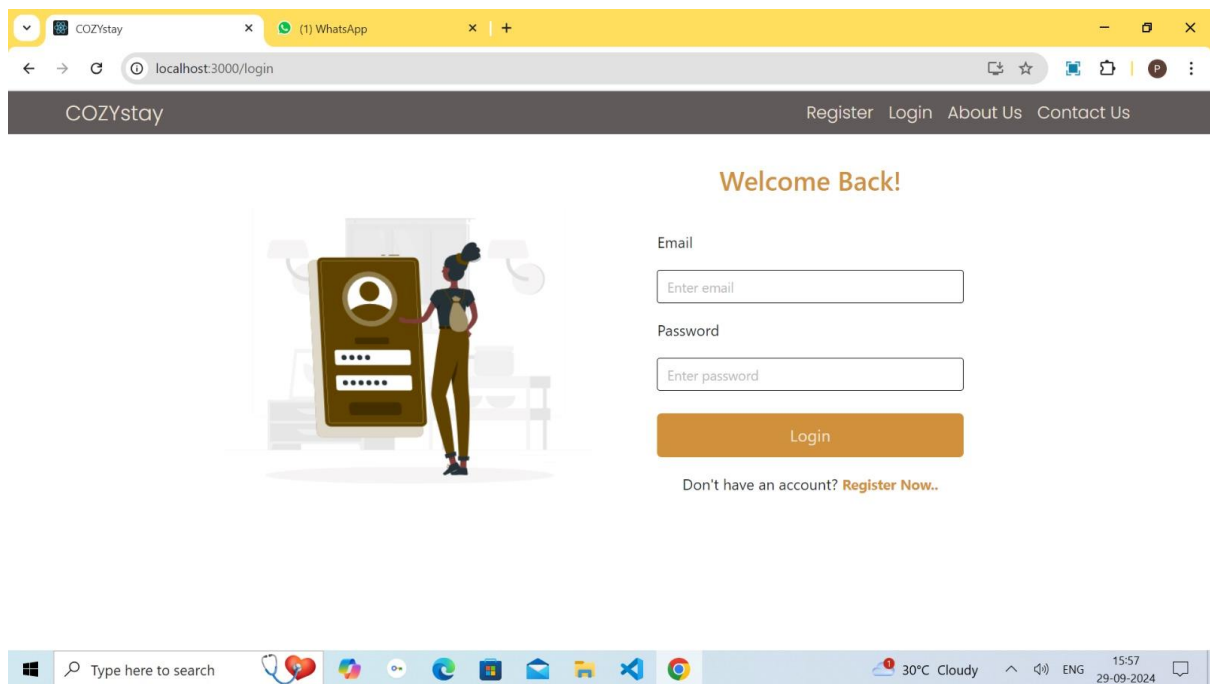 COZYstay
(1) WhatsApp
localhost:3000/login
P
COZYstay
Register Login About Us Contact Us
Welcome Back!
Email
Enter email
Password
Enter password
Login
Don't have an account? Register Now..
Type here to search
30°C Cloudy
ENG
15:57
29-09-2024